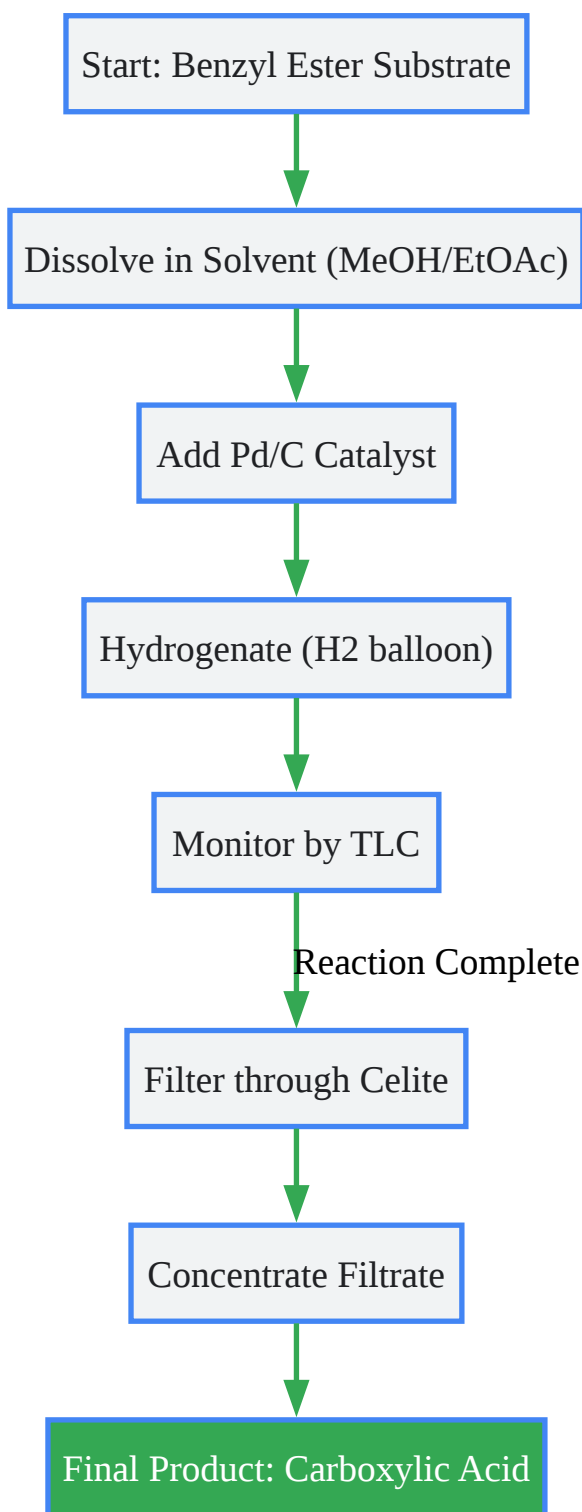 Start: Benzyl Ester Substrate
Dissolve in Solvent (MeOH/EtOAc)
Add Pd/C Catalyst
Hydrogenate (H2 balloon)
Monitor by TLC
Reaction Complete
Filter through Celite
Concentrate Filtrate
Final Product: Carboxylic Acid